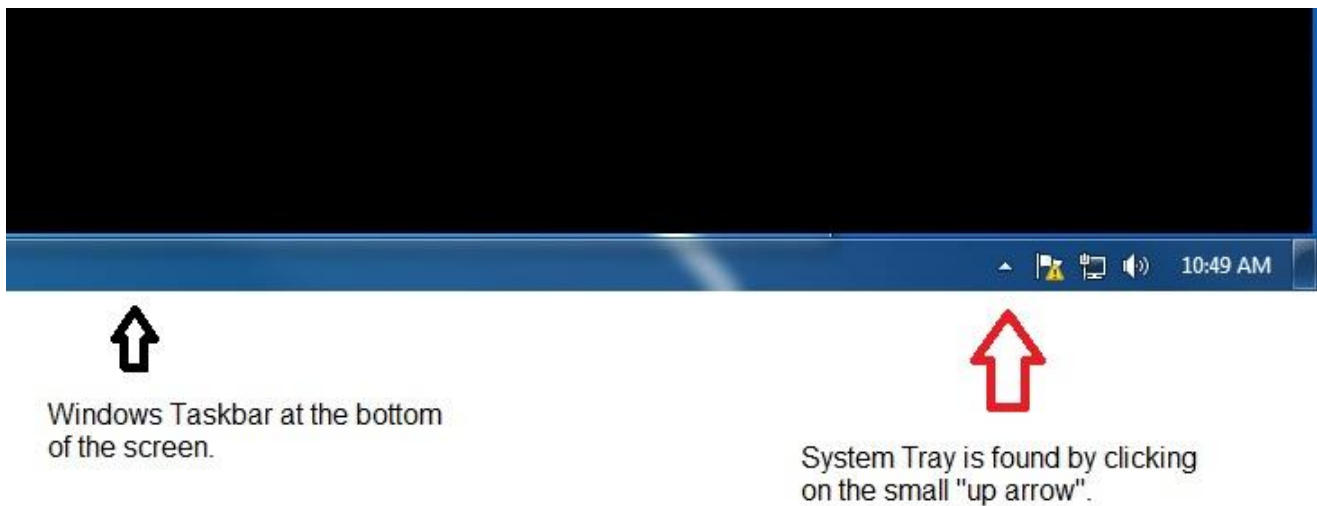 10:49 AM
Windows Taskbar at the bottom
of the screen.
System Tray is found by clicking
on the small "up arrow".